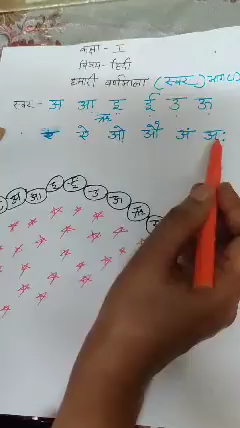 कक्षा - I
विषय- हिंदी
हमारी वर्णमाला (स्वर)
स्वर - अ आ इ ई उ ऊ
ऋ
ऐ ओ औ अं अः
अ आ इ ई उ ऊ ऋ